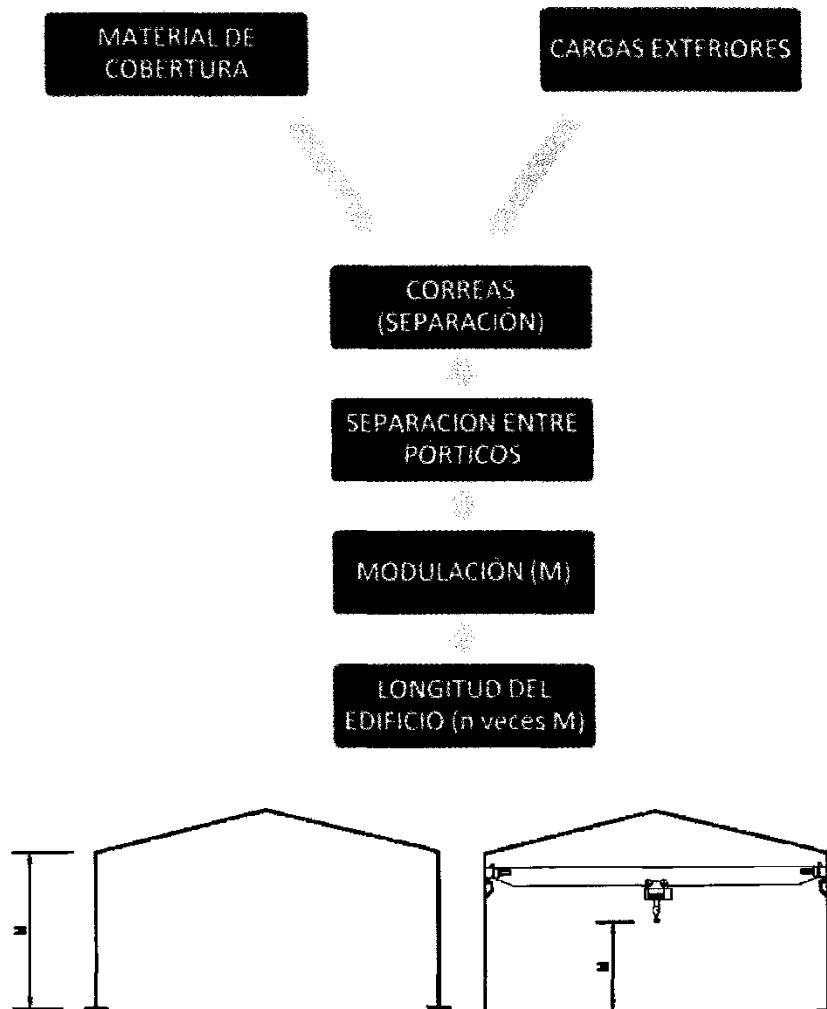 MATERIAL DE
COBERTURA
CARGAS EXTERIORES
CORREAS
(SEPARACIÓN)
SEPARACIÓN ENTRE
PÓRTICOS
MODULACIÓN (M)
LONGITUD DEL
EDIFICIO (n veces M)